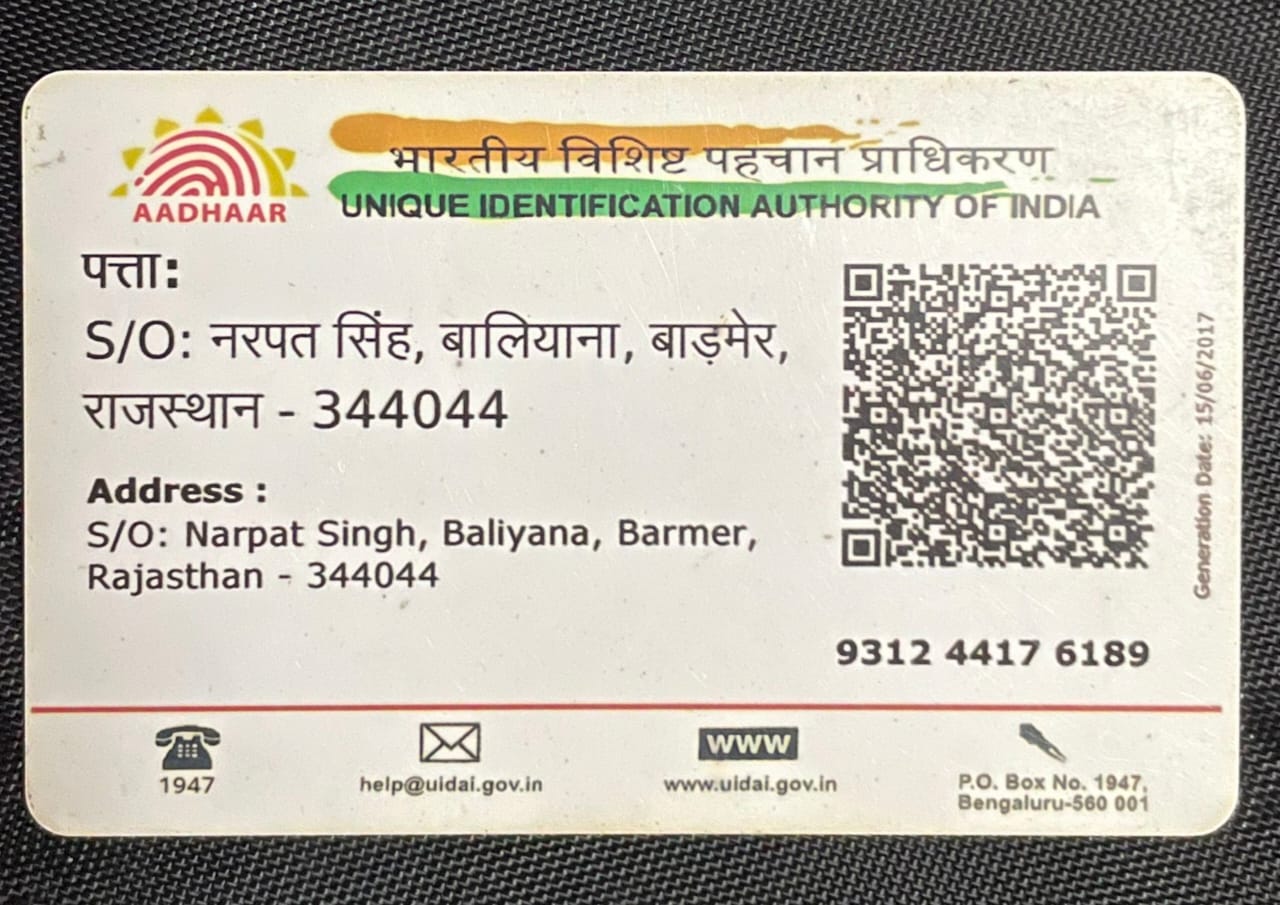 भारतीय विशिष्ट पहचान प्राधिकरण
AADHAAR
UNIQUE IDENTIFICATION AUTHORITY OF INDIA
पत्ता:
S/O: नरपत सिंह, बालियाना, बाड़मेर,
राजस्थान - 344044
Address :
S/O: Narpat Singh, Baliyana, Barmer,
Rajasthan - 344044
Generation Date: 15/06/2017
9312 4417 6189
1947
help@uidai.gov.in
www
www.uidai.gov.in
P.O. Box No. 1947,
Bengaluru-560 001